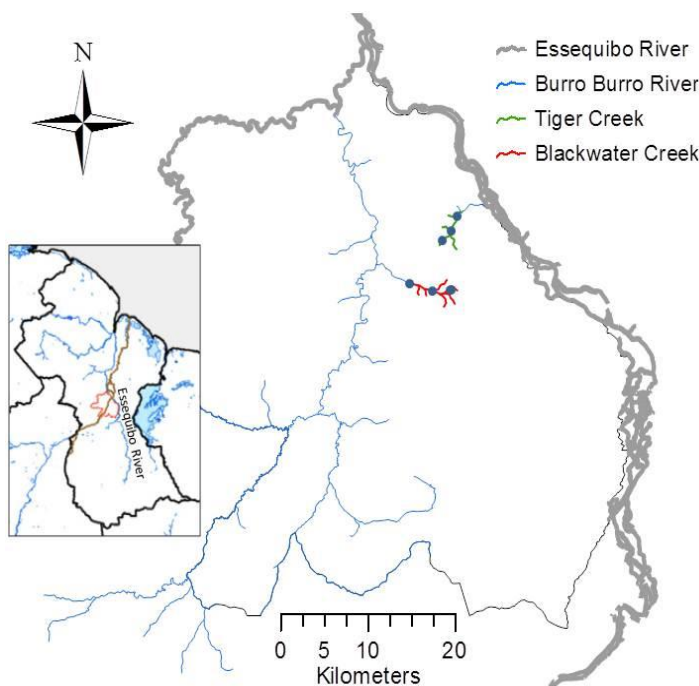 N
Essequibo River
Burro Burro River
Tiger Creek
Blackwater Creek
Essequibo River
0 5 10 20
Kilometers